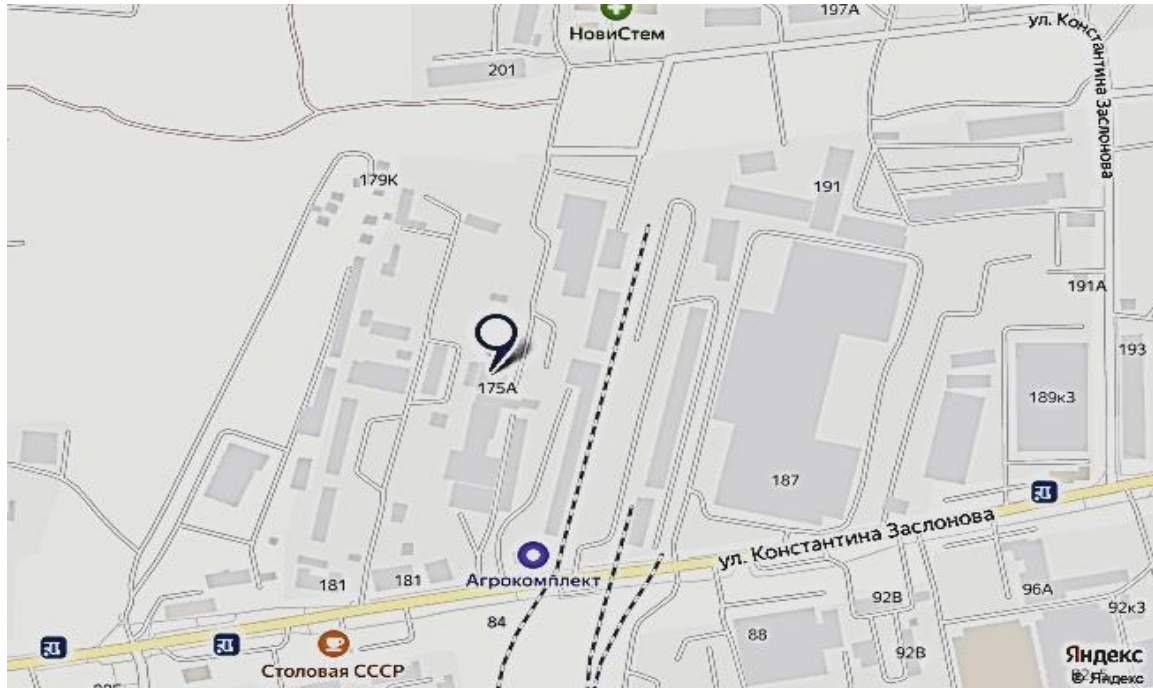 197А
НовиСтем
ул. Константина Заслонова
201
179К
191
191А
193
175А
189к3
187
ул. Константина Заслонова
Агрокомплект
181
181
96А
92В
92к3
84
88
92В
Столовая СССР
Яндекс
© Яндекс